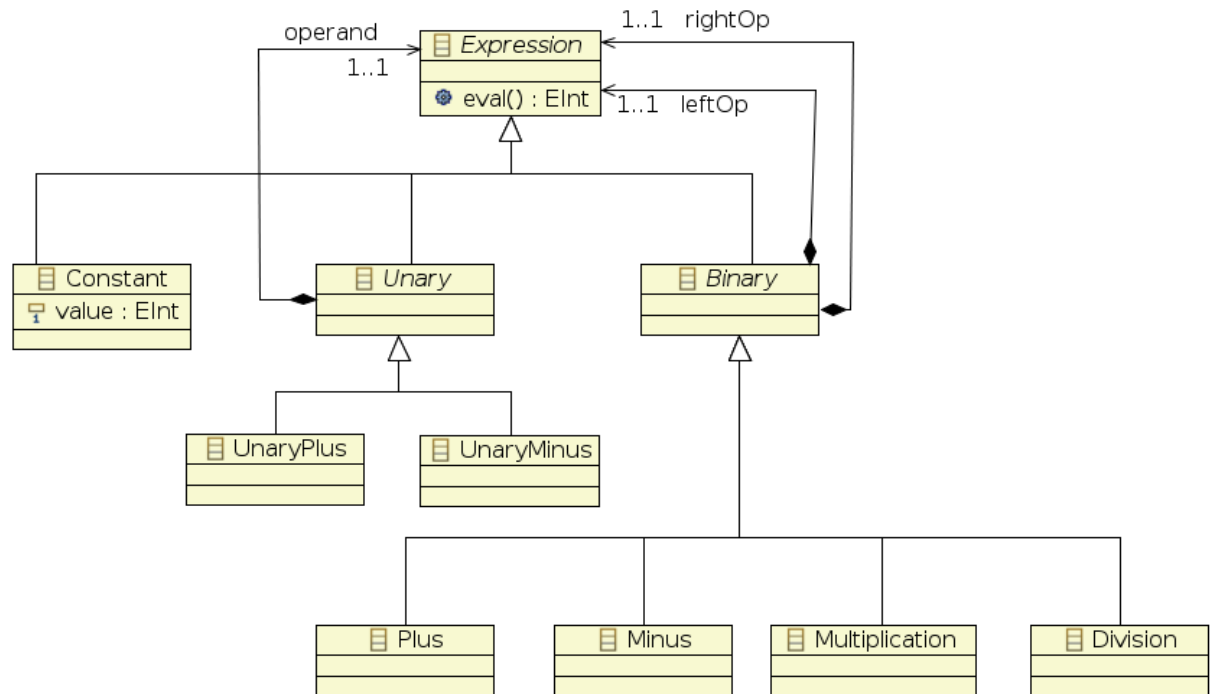 operand
1..1
Expression
eval() : EInt
1..1 rightOp
1..1 leftOp
Constant
value : EInt
Unary
Binary
UnaryPlus
UnaryMinus
Plus
Minus
Multiplication
Division